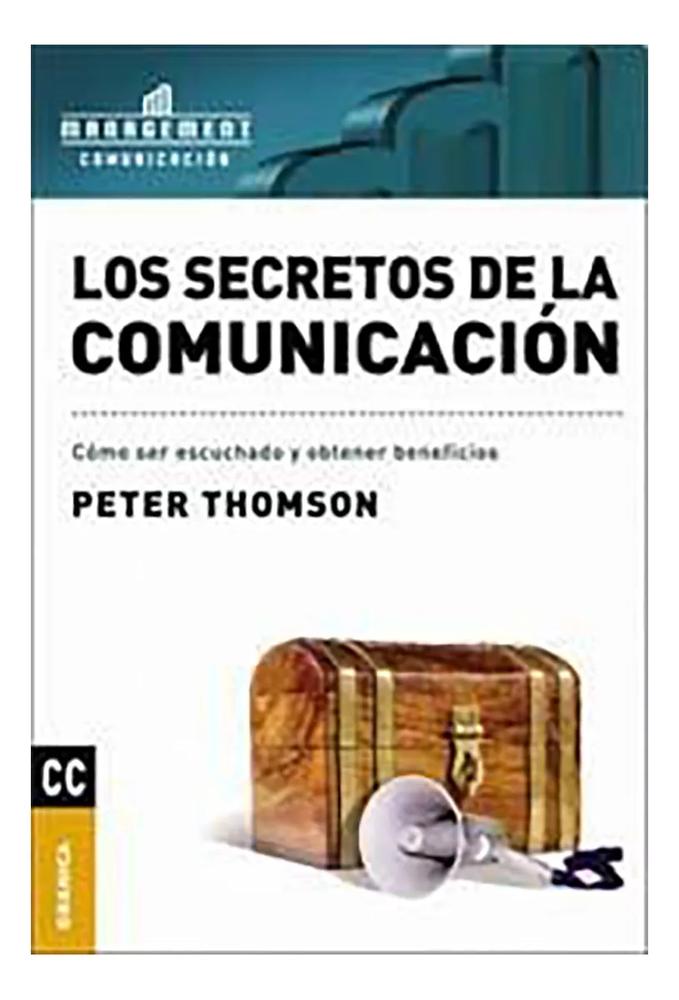 MANAGEMENT
COMUNICACIÓN
LOS SECRETOS DE LA
COMUNICACIÓN
Cómo ser escuchado y obtener beneficios
PETER THOMSON
CC
GRANICA